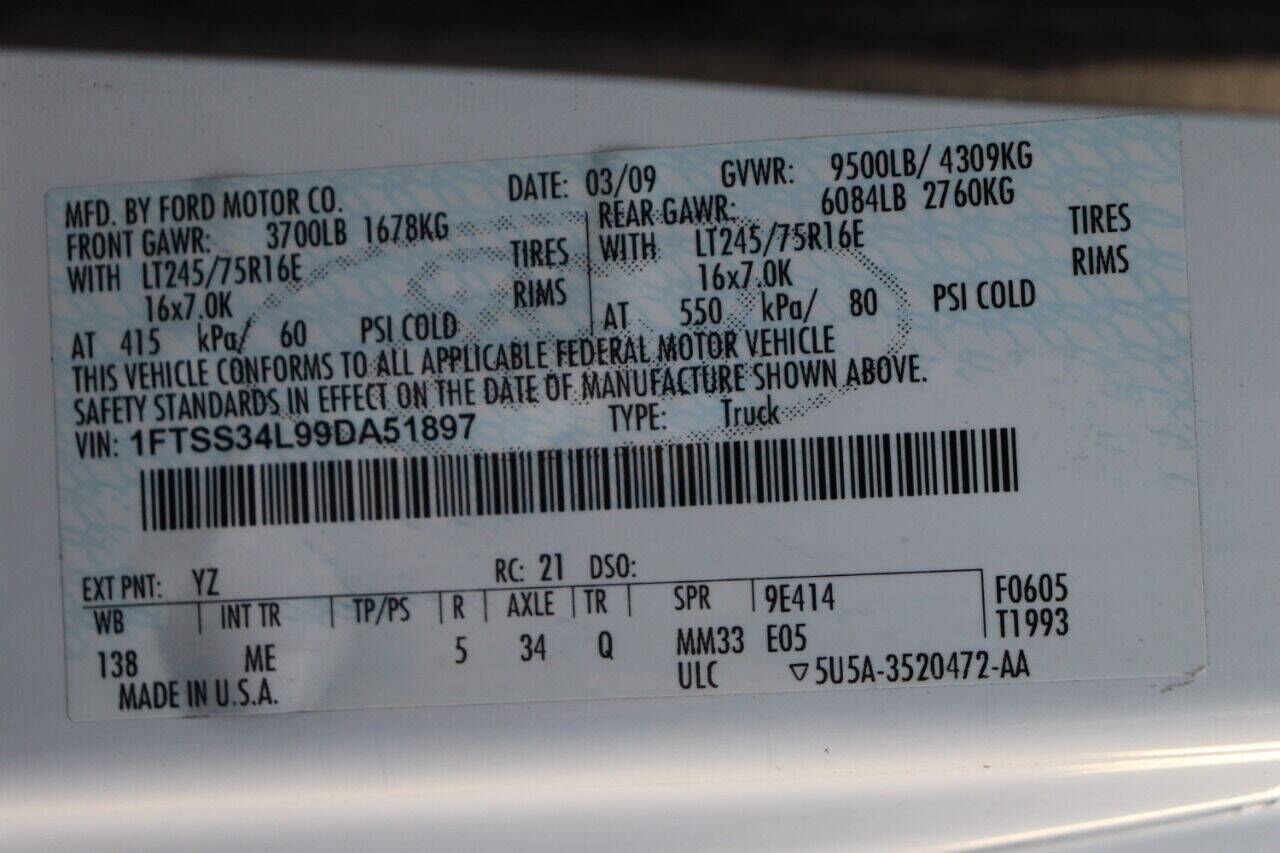 MFD. BY FORD MOTOR CO. DATE: 03/09 GVWR: 9500LB/ 4309KG
FRONT GAWR: 3700LB 1678KG REAR GAWR: 6084LB 2760KG
WITH LT245/75R16E TIRES WITH LT245/75R16E TIRES
16x7.0K RIMS 16x7.0K RIMS
AT 415 kPa/ 60 PSI COLD AT 550 kPa/ 80 PSI COLD
THIS VEHICLE CONFORMS TO ALL APPLICABLE FEDERAL MOTOR VEHICLE
SAFETY STANDARDS IN EFFECT ON THE DATE OF MANUFACTURE SHOWN ABOVE.
VIN: 1FTSS34L99DA51897 TYPE: Truck
EXT PNT: YZ RC: 21 DSO:
WB INT TR TP/PS R AXLE TR SPR 9E414 F0605
138 ME 5 34 Q MM33 E05 T1993
MADE IN U.S.A. ULC ▽5U5A-3520472-AA